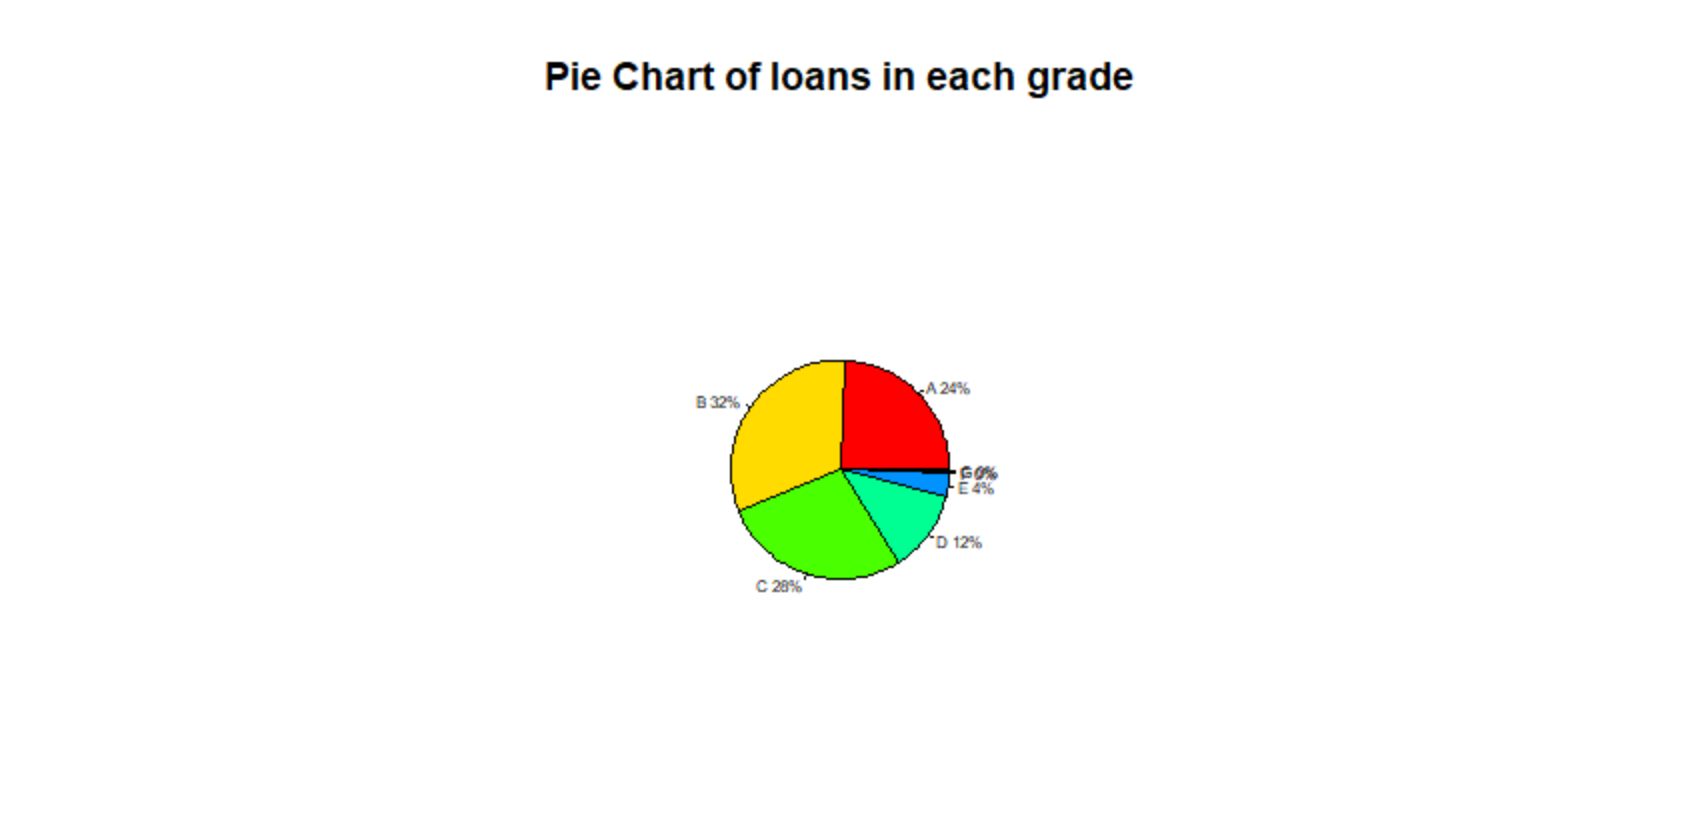 Pie Chart of loans in each grade
A 24%
B 32%
E 4%
D 12%
C 28%